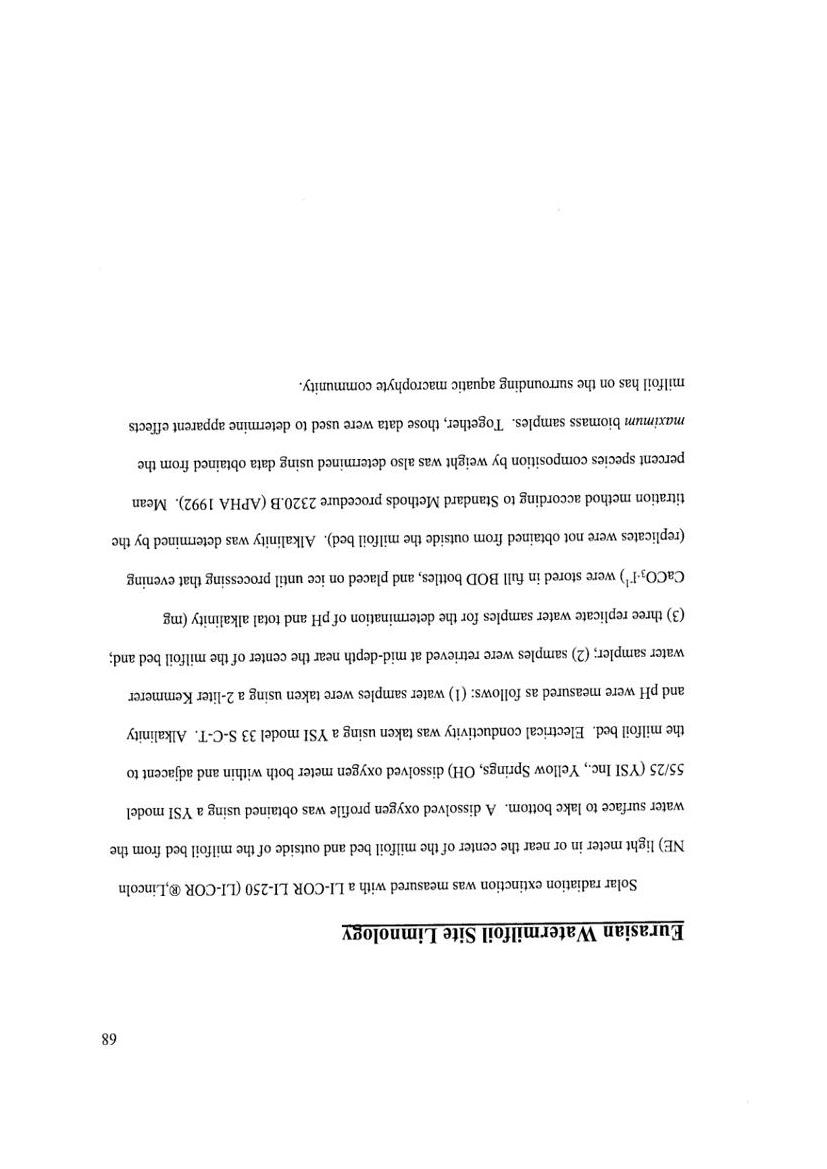 68
Eurasian Watermilfoil Site Limnology
Solar radiation extinction was measured with a LI-COR LI-250 (LI-COR ®,Lincoln
NE) light meter in or near the center of the milfoil bed and outside of the milfoil bed from the
water surface to lake bottom. A dissolved oxygen profile was obtained using a YSI model
55/25 (YSI Inc., Yellow Springs, OH) dissolved oxygen meter both within and adjacent to
the milfoil bed. Electrical conductivity was taken using a YSI model 33 S-C-T. Alkalinity
and pH were measured as follows: (1) water samples were taken using a 2-liter Kemmerer
water sampler; (2) samples were retrieved at mid-depth near the center of the milfoil bed and;
(3) three replicate water samples for the determination of pH and total alkalinity (mg
CaCO₃·l⁻¹) were stored in full BOD bottles, and placed on ice until processing that evening
(replicates were not obtained from outside the milfoil bed). Alkalinity was determined by the
titration method according to Standard Methods procedure 2320.B (APHA 1992). Mean
percent species composition by weight was also determined using data obtained from the
maximum biomass samples. Together, those data were used to determine apparent effects
milfoil has on the surrounding aquatic macrophyte community.